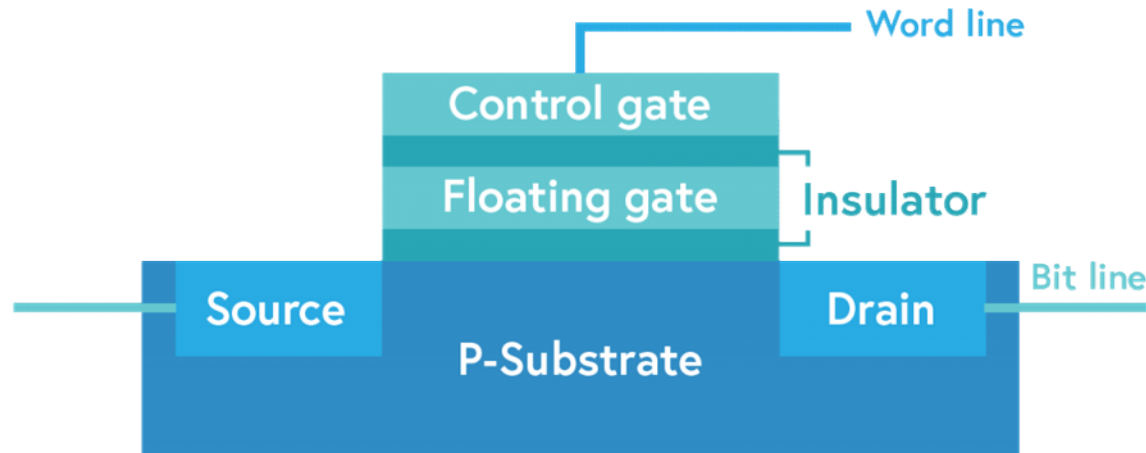 Word line
Control gate
Floating gate
Insulator
Bit line
Source
Drain
P-Substrate